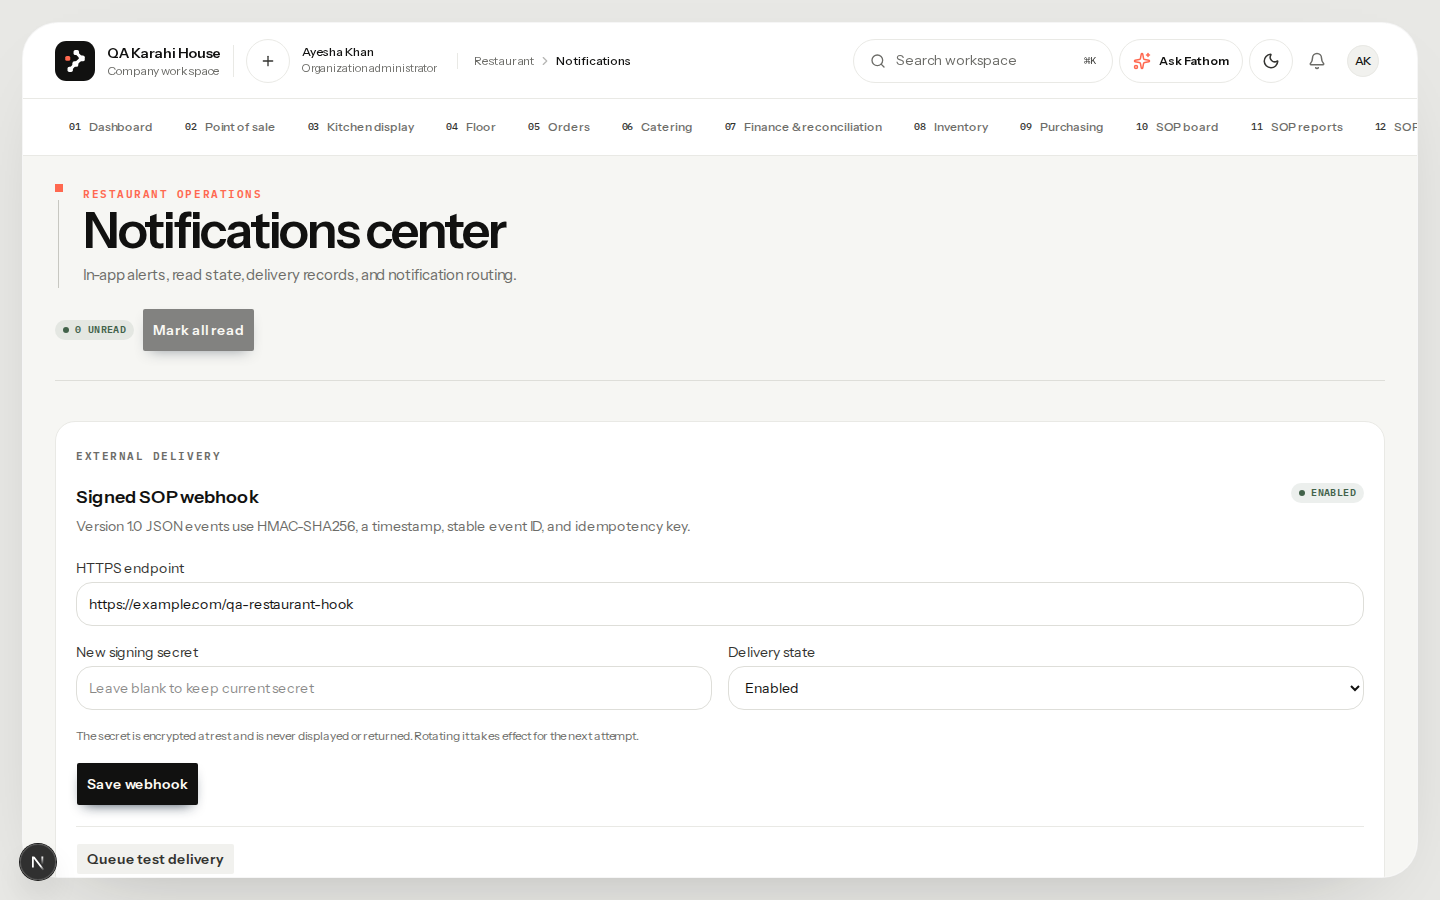 QA Karahi House
Company workspace
Ayesha Khan
Organization administrator
Restaurant > Notifications
Search workspace ⌘K
Ask Fathom
AK
01 Dashboard 02 Point of sale 03 Kitchen display 04 Floor 05 Orders 06 Catering 07 Finance & reconciliation 08 Inventory 09 Purchasing 10 SOP board 11 SOP reports 12 SOP
RESTAURANT OPERATIONS
Notifications center
In-app alerts, read state, delivery records, and notification routing.
0 UNREAD
Mark all read
EXTERNAL DELIVERY
Signed SOP webhook
ENABLED
Version 1.0 JSON events use HMAC-SHA256, a timestamp, stable event ID, and idempotency key.
HTTPS endpoint
https://example.com/qa-restaurant-hook
New signing secret
Leave blank to keep current secret
Delivery state
Enabled
The secret is encrypted at rest and is never displayed or returned. Rotating it takes effect for the next attempt.
Save webhook
Queue test delivery
N